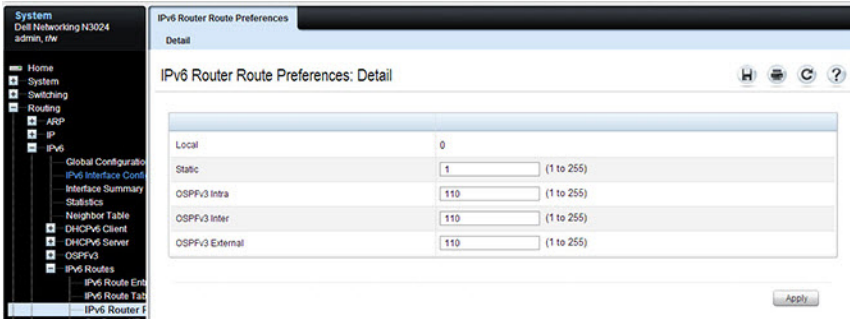 System
Dell Networking N3024
admin, r/w
Home
System
Switching
Routing
ARP
IP
IPv6
Global Configuratio
IPv6 Interface Confi
Interface Summary
Statistics
Neighbor Table
DHCPv6 Client
DHCPv6 Server
OSPFv3
IPv6 Routes
IPv6 Route Ent
IPv6 Route Tab
IPv6 Router P
IPv6 Router Route Preferences
Detail
IPv6 Router Route Preferences: Detail
Local 0
Static 1 (1 to 255)
OSPFv3 Intra 110 (1 to 255)
OSPFv3 Inter 110 (1 to 255)
OSPFv3 External 110 (1 to 255)
Apply